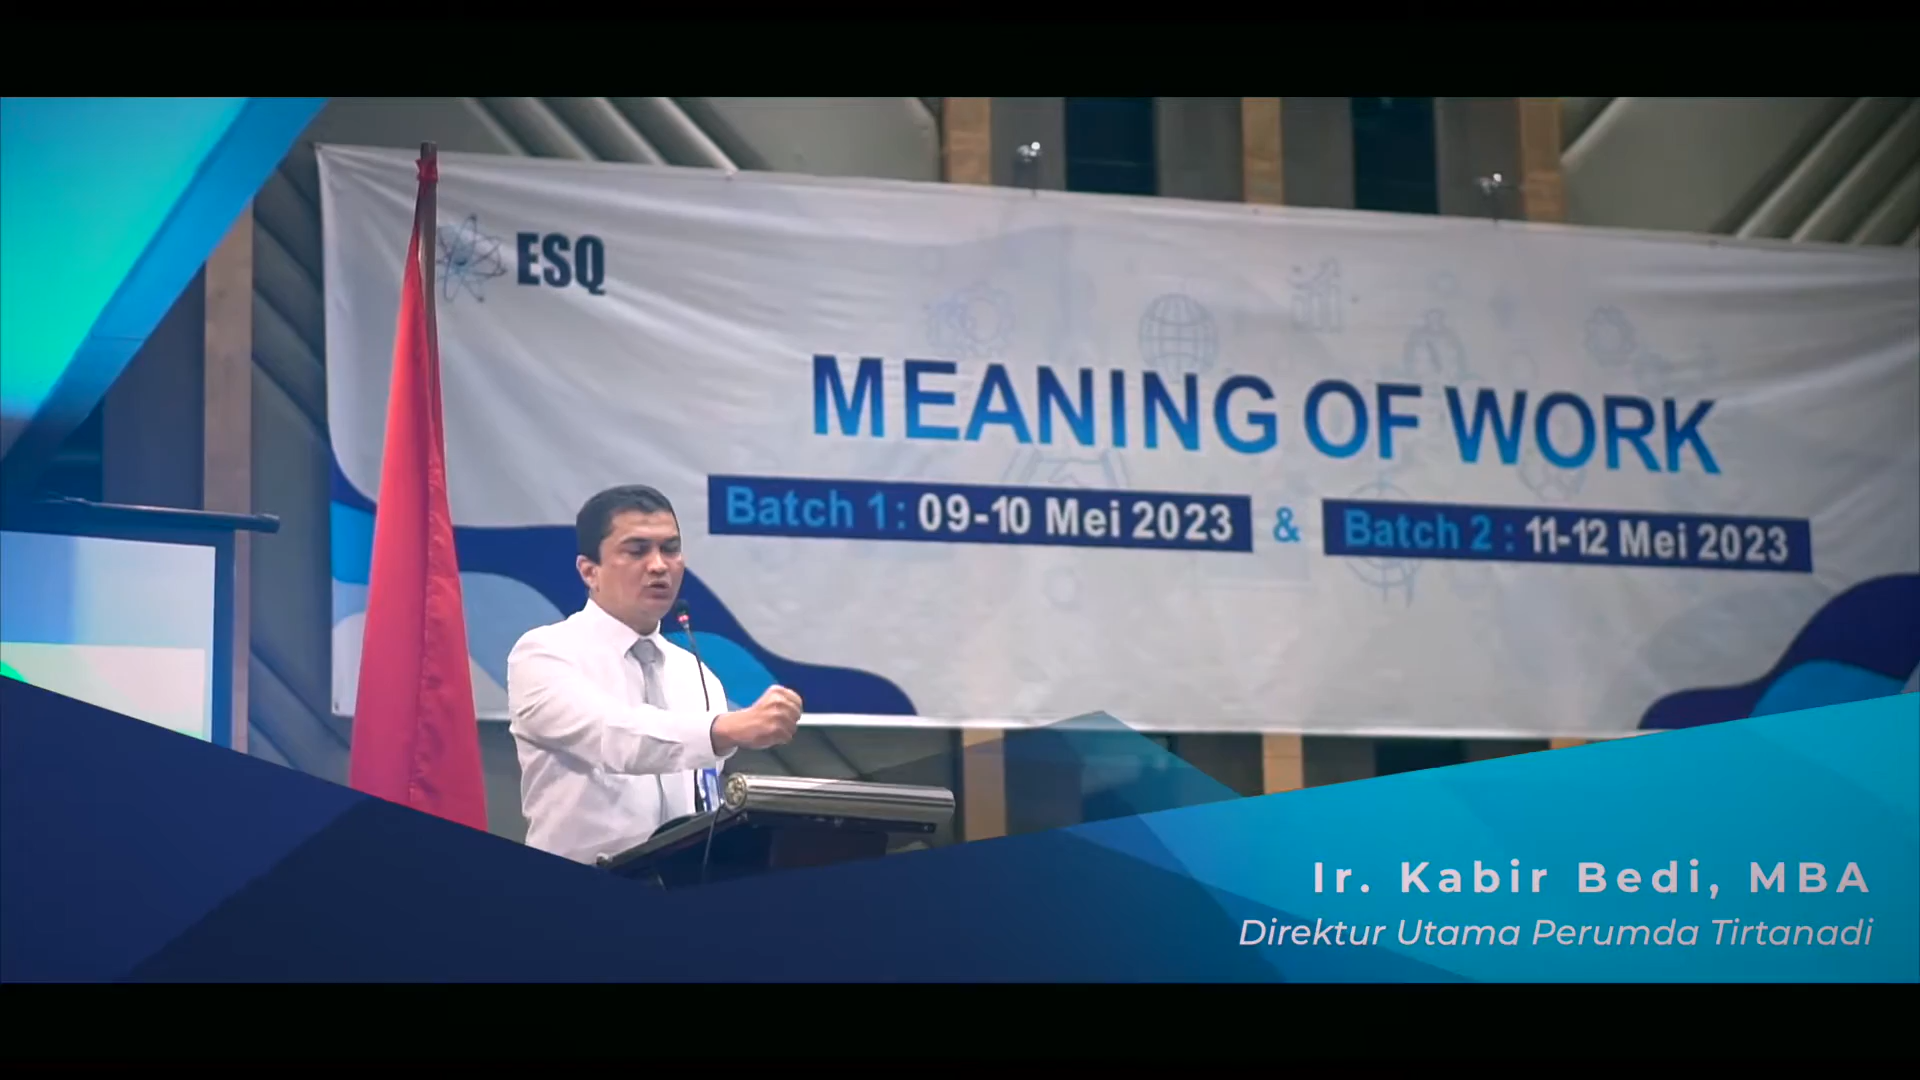 ESQ
MEANING OF WORK
Batch 1 : 09-10 Mei 2023 & Batch 2 : 11-12 Mei 2023
Ir. Kabir Bedi, MBA
Direktur Utama Perumda Tirtanadi